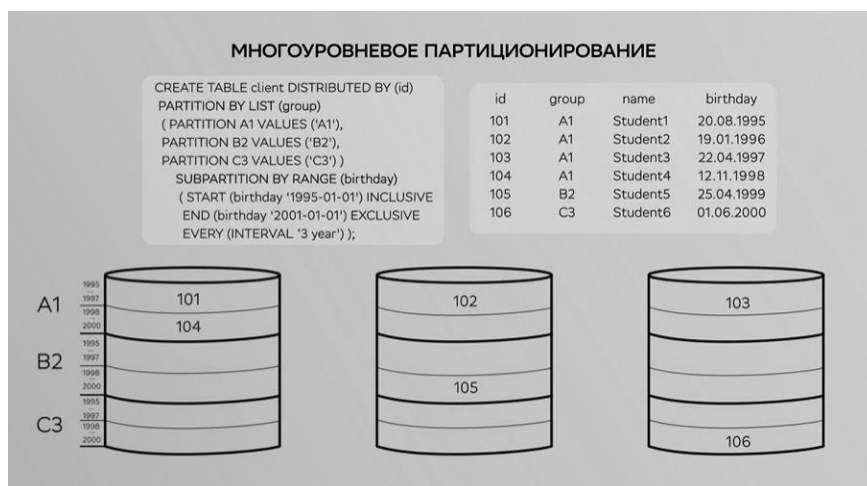 МНОГОУРОВНЕВОЕ ПАРТИЦИОНИРОВАНИЕ
CREATE TABLE client DISTRIBUTED BY (id)
PARTITION BY LIST (group)
( PARTITION A1 VALUES ('A1'),
PARTITION B2 VALUES ('B2'),
PARTITION C3 VALUES ('C3') )
SUBPARTITION BY RANGE (birthday)
( START (birthday '1995-01-01') INCLUSIVE
END (birthday '2001-01-01') EXCLUSIVE
EVERY (INTERVAL '3 year') );
id group name birthday
101 A1 Student1 20.08.1995
102 A1 Student2 19.01.1996
103 A1 Student3 22.04.1997
104 A1 Student4 12.11.1998
105 B2 Student5 25.04.1999
106 C3 Student6 01.06.2000
A1
1995
...
1997
1998
...
2000
101
104
102
103
B2
1995
...
1997
1998
...
2000
105
C3
1995
...
1997
1998
...
2000
106